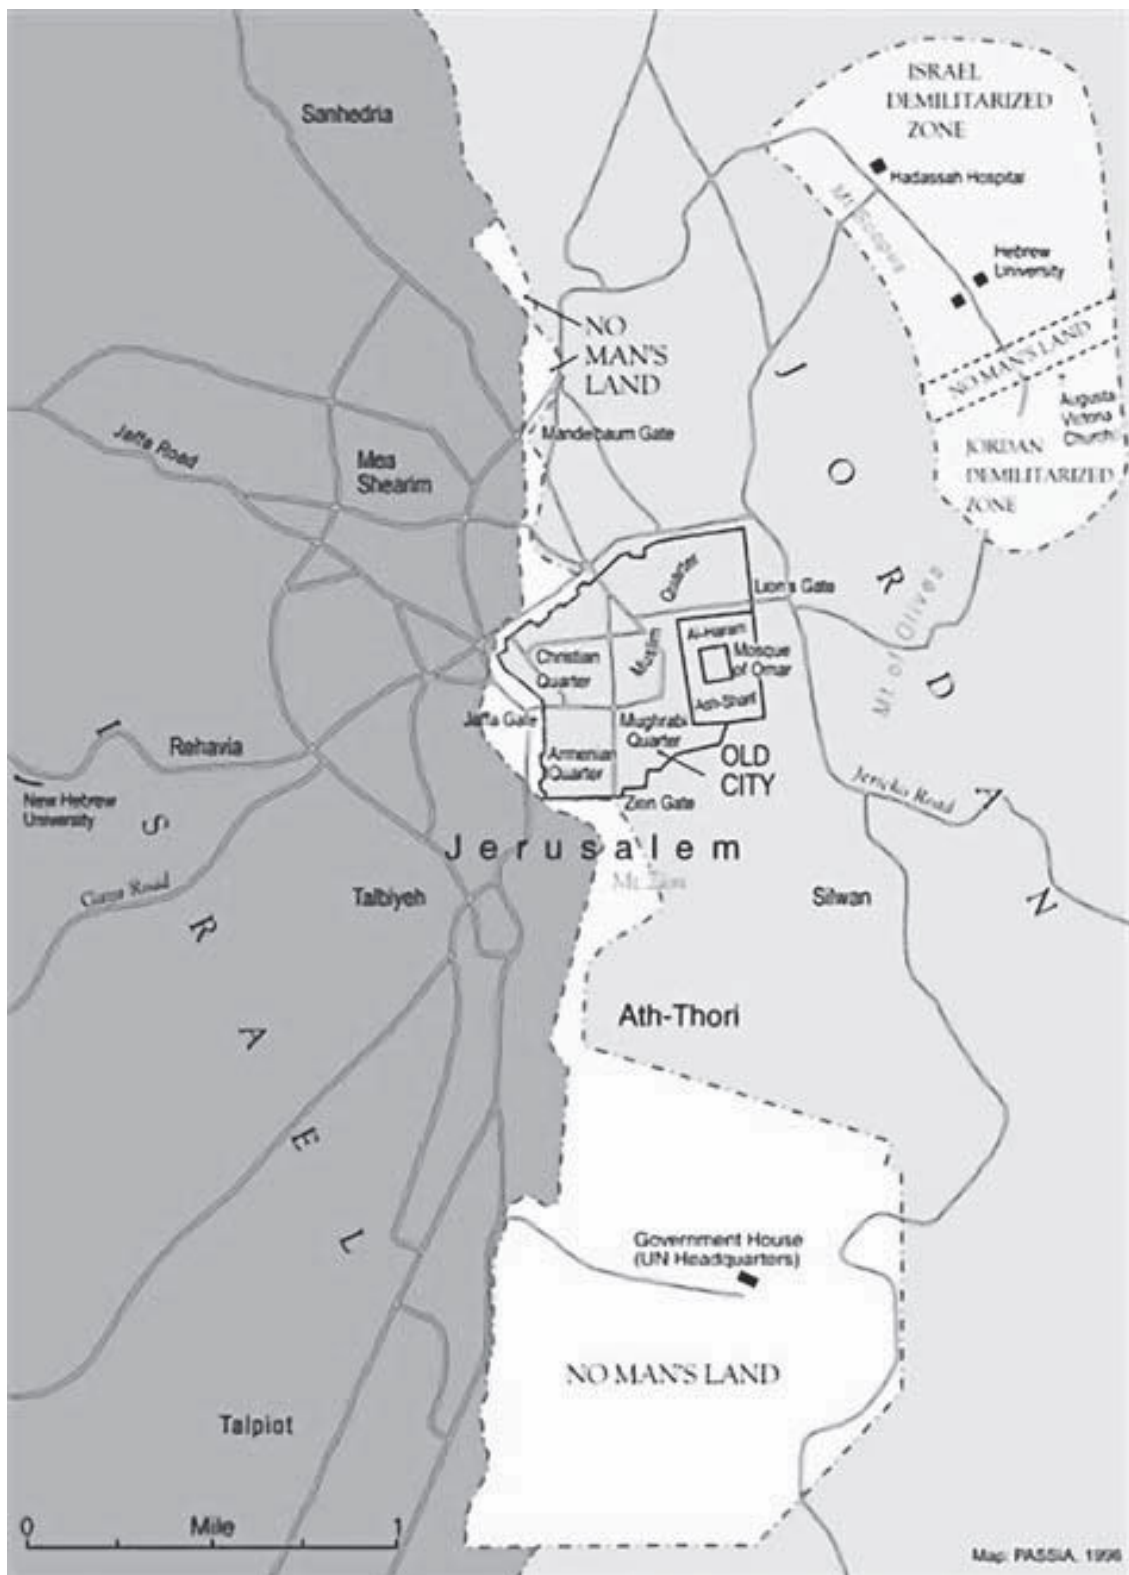 ISRAEL
DEMILITARIZED
ZONE
Sanhedria
Hadassah Hospital
Mt. Scopus
Hebrew
University
NO
MAN'S
LAND
NO MAN'S LAND
Augusta
Victoria
Church
Mandelbaum Gate
Jaffa Road
Mea
Shearim
JORDAN
DEMILITARIZED
ZONE
JORDAN
Lion's Gate
Muslim Quarter
Al-Haram
Ash-Sharif
Mosque
of Omar
Christian
Quarter
Mt of Olives
Jaffa Gate
Mughrabi
Quarter
Armenian
Quarter
OLD
CITY
Rehavia
New Hebrew
University
Zion Gate
Jericho Road
Jerusalem
Mt. Zion
Gaza Road
Talbiyeh
Silwan
ISRAEL
Ath-Thori
Government House
(UN Headquarters)
NO MAN'S LAND
Talpiot
0 Mile 1
Map: PASSIA, 1996